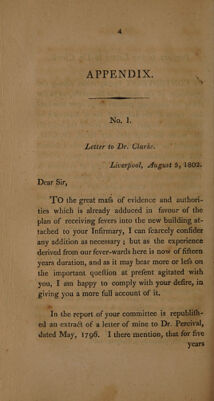 4
APPENDIX.
No. I.
Letter to Dr. Clarke.
Liverpool, August 5, 1802.
Dear Sir,
TO the great maſs of evidence and authori-
ties which is already adduced in favour of the
plan of receiving fevers into the new building at-
tached to your Infirmary, I can ſcarcely conſider
any addition as necessary; but as the experience
derived from our fever-wards here is now of fifteen
years duration, and as it may bear more or leſs on
the important queſtion at preſent agitated with
you, I am happy to comply with your deſire, in
giving you a more full account of it.
In the report of your committee is republiſh-
ed an extract of a letter of mine to Dr. Percival,
dated May, 1796. I there mention, that for five
years